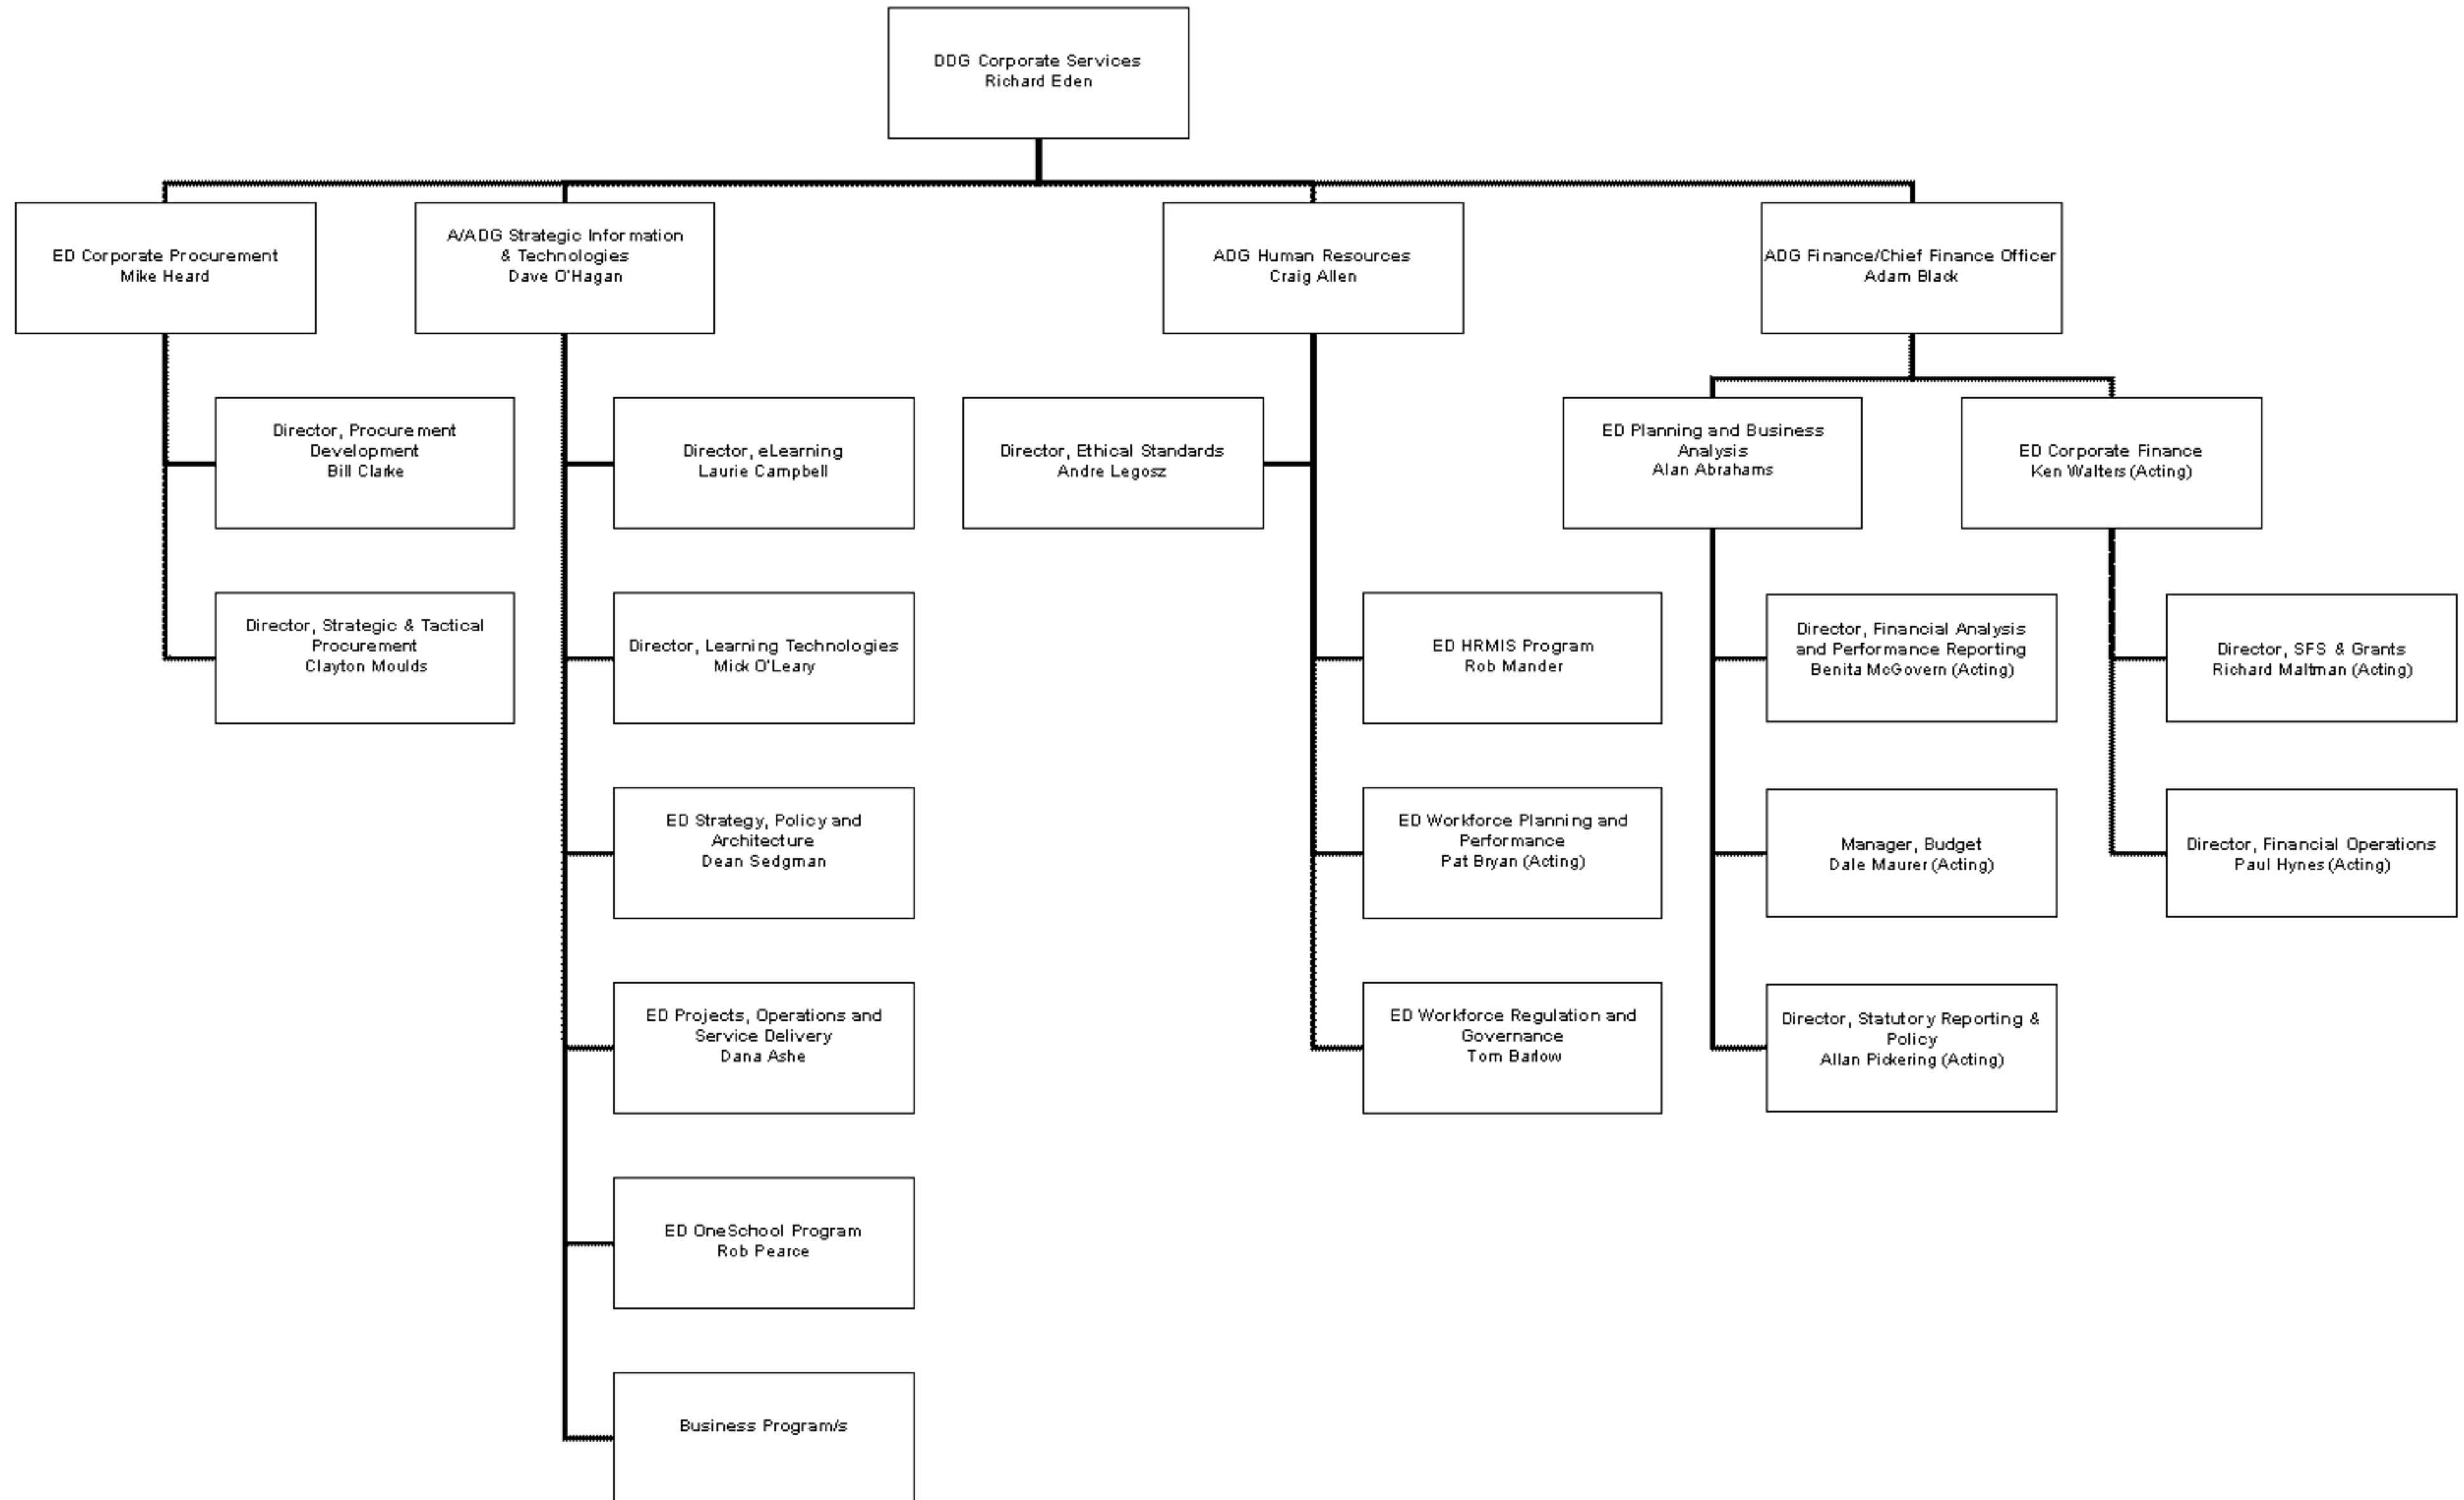 DDG Corporate Services
Richard Eden
ED Corporate Procurement
Mike Heard
A/ADG Strategic Information
& Technologies
Dave O'Hagan
ADG Human Resources
Craig Allen
ADG Finance/Chief Finance Officer
Adam Black
Director, Procurement
Development
Bill Clarke
Director, eLearning
Laurie Campbell
Director, Ethical Standards
Andre Legosz
ED Planning and Business
Analysis
Alan Abrahams
ED Corporate Finance
Ken Walters (Acting)
Director, Strategic & Tactical
Procurement
Clayton Moulds
Director, Learning Technologies
Mick O'Leary
ED HRMIS Program
Rob Mander
Director, Financial Analysis
and Performance Reporting
Benita McGovern (Acting)
Director, SFS & Grants
Richard Maltman (Acting)
ED Strategy, Policy and
Architecture
Dean Sedgman
ED Workforce Planning and
Performance
Pat Bryan (Acting)
Manager, Budget
Dale Maurer (Acting)
Director, Financial Operations
Paul Hynes (Acting)
ED Projects, Operations and
Service Delivery
Dana Ashe
ED Workforce Regulation and
Governance
Tom Barlow
Director, Statutory Reporting &
Policy
Allan Pickering (Acting)
ED OneSchool Program
Rob Pearce
Business Program/s